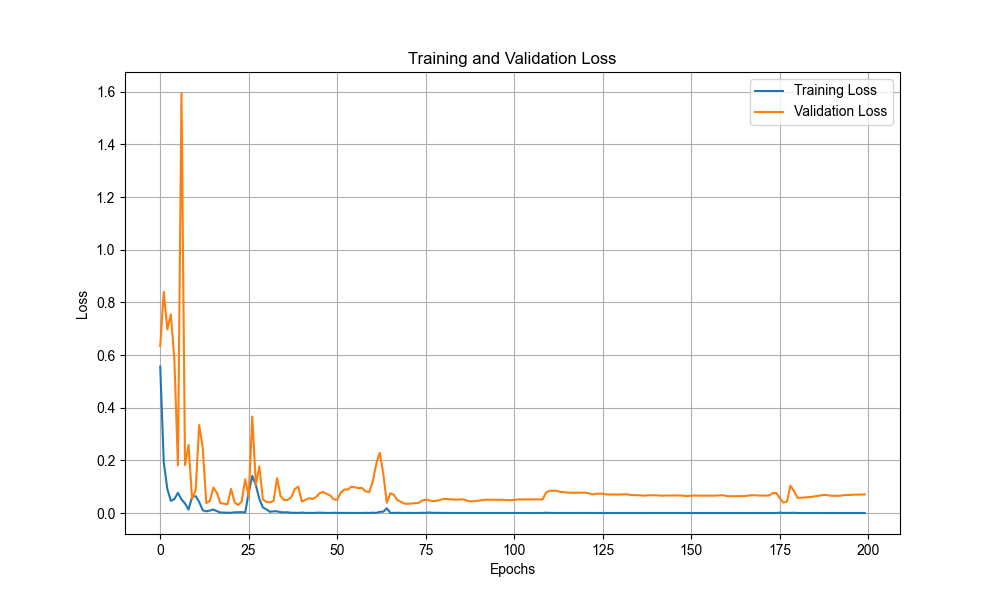 Training and Validation Loss
Training Loss
Validation Loss
1.6
1.4
1.2
1.0
0.8
0.6
0.4
0.2
0.0
Loss
0 25 50 75 100 125 150 175 200
Epochs